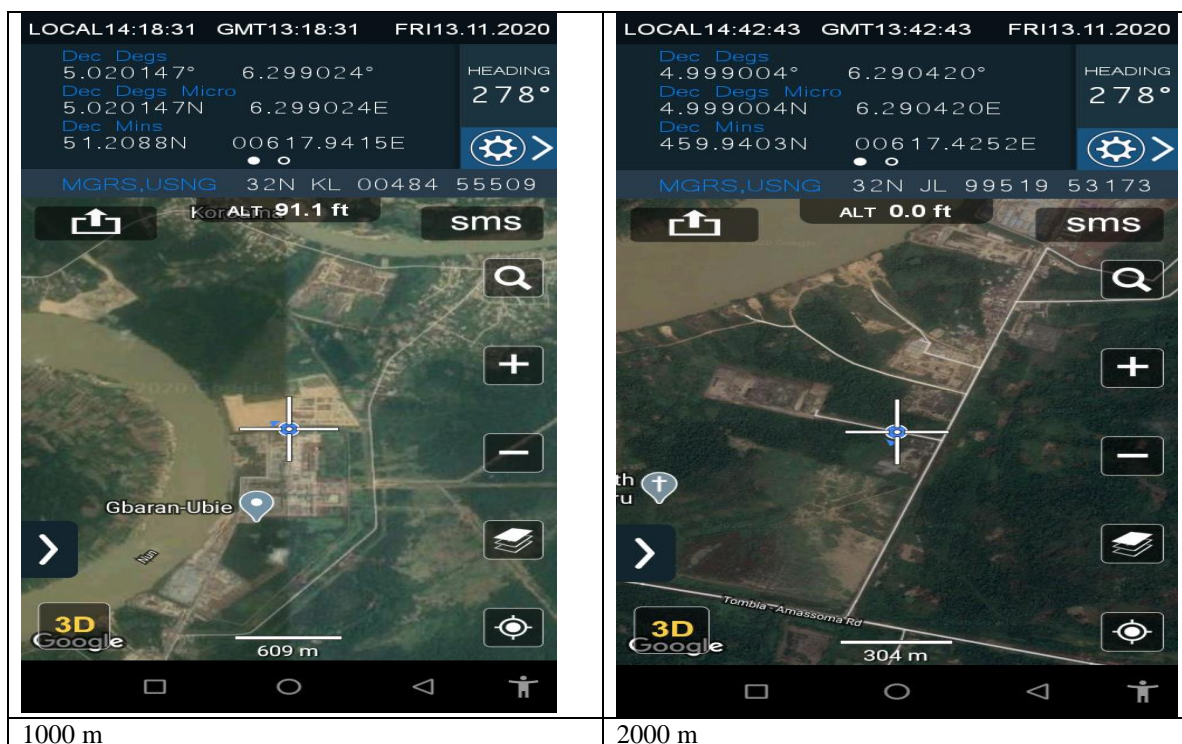 LOCAL14:18:31 GMT13:18:31 FRI13.11.2020
Dec Degs
5.020147° 6.299024°
Dec Degs Micro
5.020147N 6.299024E
Dec Mins
51.2088N 00617.9415E
HEADING
278°
MGRS,USNG 32N KL 00484 55509
ALT 91.1 ft
sms
2020 Google
Gbaran-Ubie
Nun
3D
Google
609 m
1000 m
LOCAL14:42:43 GMT13:42:43 FRI13.11.2020
Dec Degs
4.999004° 6.290420°
Dec Degs Micro
4.999004N 6.290420E
Dec Mins
459.9403N 00617.4252E
HEADING
278°
MGRS,USNG 32N JL 99519 53173
ALT 0.0 ft
sms
th
ru
Tombia - Amassoma Rd
3D
Google
304 m
2000 m